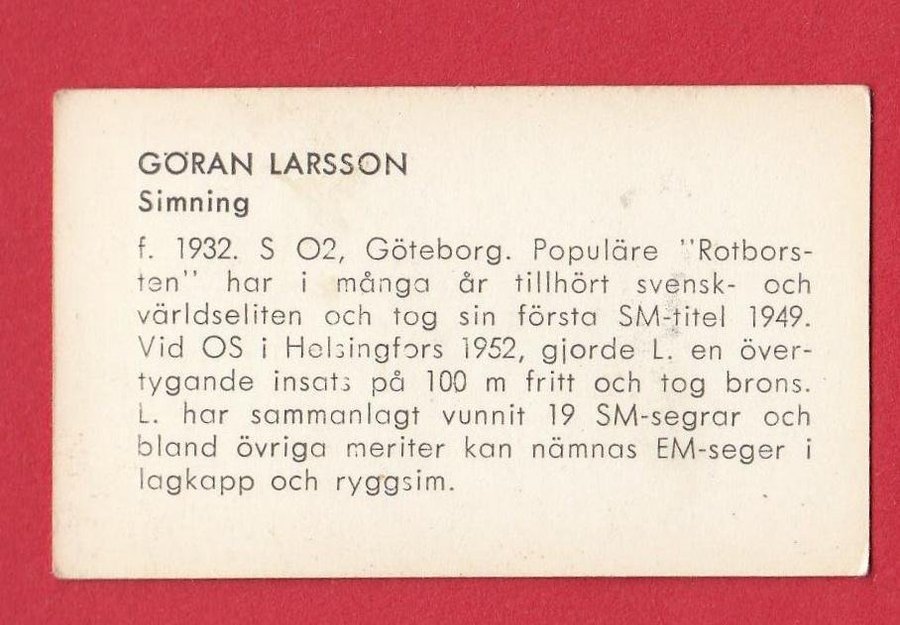 GÖRAN LARSSON
Simning
f. 1932. S O2, Göteborg. Populäre "Rotbors-
ten" har i många år tillhört svensk- och
världseliten och tog sin första SM-titel 1949.
Vid OS i Helsingfors 1952, gjorde L. en över-
tygande insats på 100 m fritt och tog brons.
L. har sammanlagt vunnit 19 SM-segrar och
bland övriga meriter kan nämnas EM-seger i
lagkapp och ryggsim.